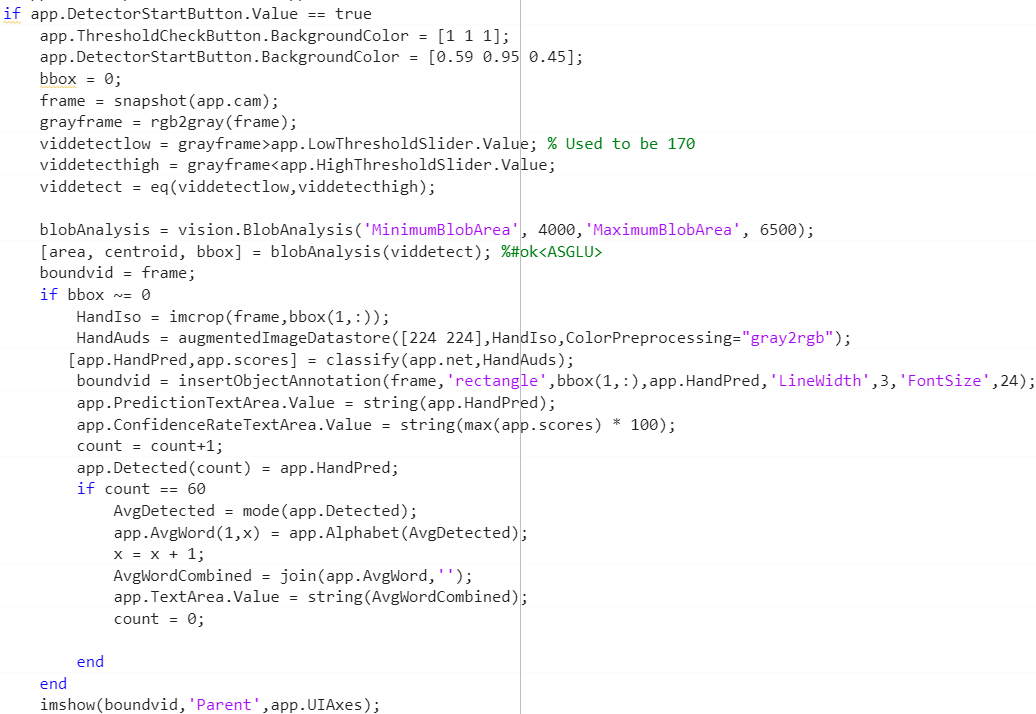 if app.DetectorStartButton.Value == true
    app.ThresholdCheckButton.BackgroundColor = [1 1 1];
    app.DetectorStartButton.BackgroundColor = [0.59 0.95 0.45];
    bbox = 0;
    frame = snapshot(app.cam);
    grayframe = rgb2gray(frame);
    viddetectlow = grayframe>app.LowThresholdSlider.Value; % Used to be 170
    viddetecthigh = grayframe<app.HighThresholdSlider.Value;
    viddetect = eq(viddetectlow,viddetecthigh);

    blobAnalysis = vision.BlobAnalysis('MinimumBlobArea', 4000,'MaximumBlobArea', 6500);
    [area, centroid, bbox] = blobAnalysis(viddetect); %#ok<ASGLU>
    boundvid = frame;
    if bbox ~= 0
        HandIso = imcrop(frame,bbox(1,:));
        HandAuds = augmentedImageDatastore([224 224],HandIso,ColorPreprocessing="gray2rgb");
       [app.HandPred,app.scores] = classify(app.net,HandAuds);
        boundvid = insertObjectAnnotation(frame,'rectangle',bbox(1,:),app.HandPred,'LineWidth',3,'FontSize',24);
        app.PredictionTextArea.Value = string(app.HandPred);
        app.ConfidenceRateTextArea.Value = string(max(app.scores) * 100);
        count = count+1;
        app.Detected(count) = app.HandPred;
        if count == 60
            AvgDetected = mode(app.Detected);
            app.AvgWord(1,x) = app.Alphabet(AvgDetected);
            x = x + 1;
            AvgWordCombined = join(app.AvgWord,'');
            app.TextArea.Value = string(AvgWordCombined);
            count = 0;

        end
    end
    imshow(boundvid,'Parent',app.UIAxes);